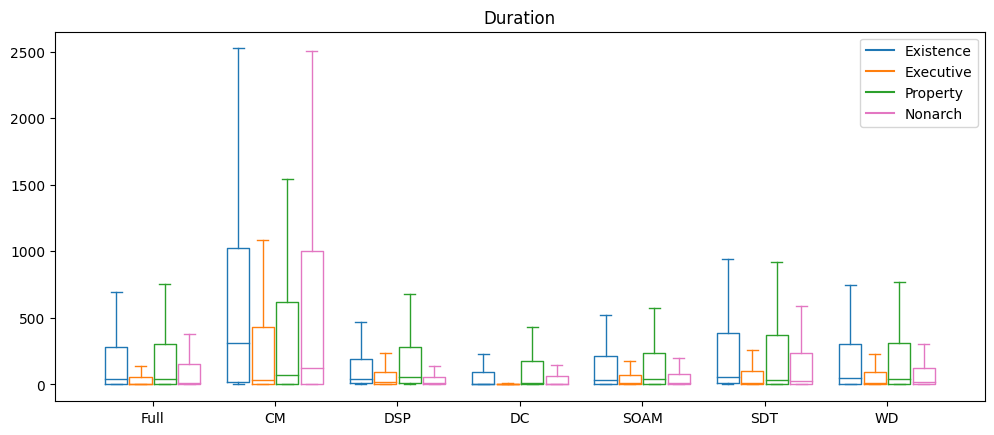 Duration
2500
2000
1500
1000
500
0
Existence
Executive
Property
Nonarch
Full CM DSP DC SOAM SDT WD